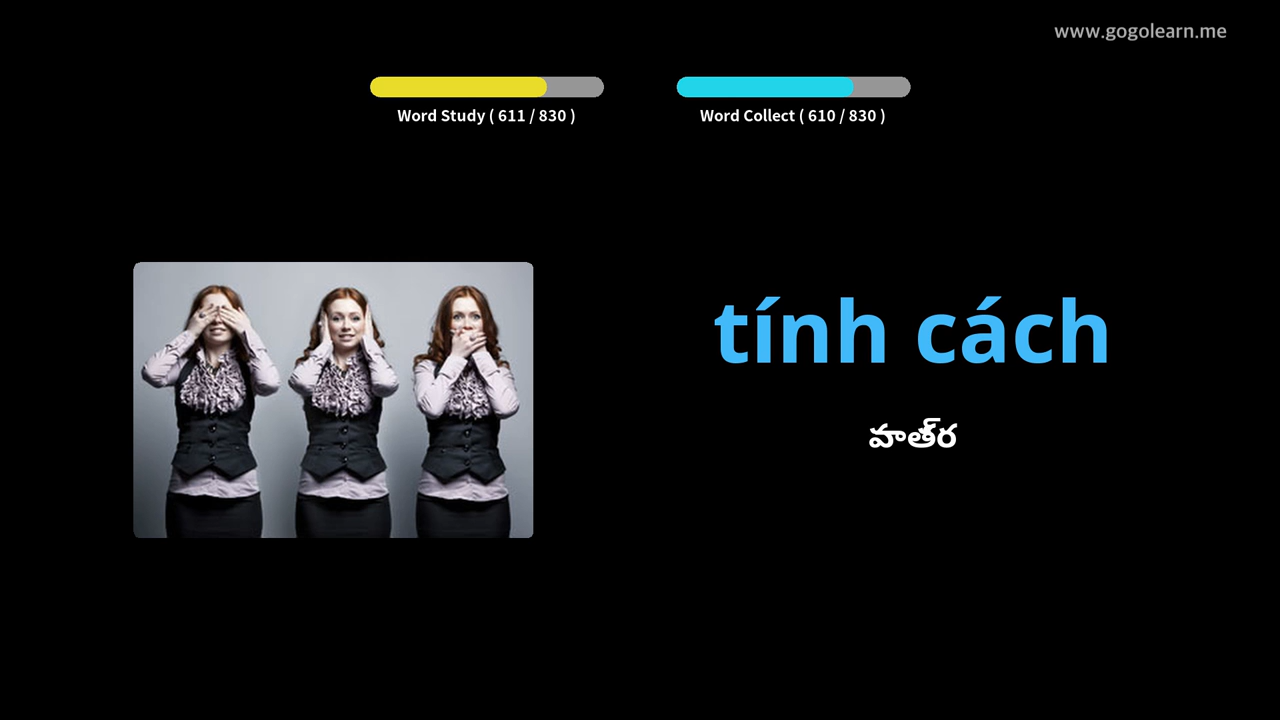 www.gogolearn.me
Word Study ( 611 / 830 )
Word Collect ( 610 / 830 )
tính cách
పాత్‌ర